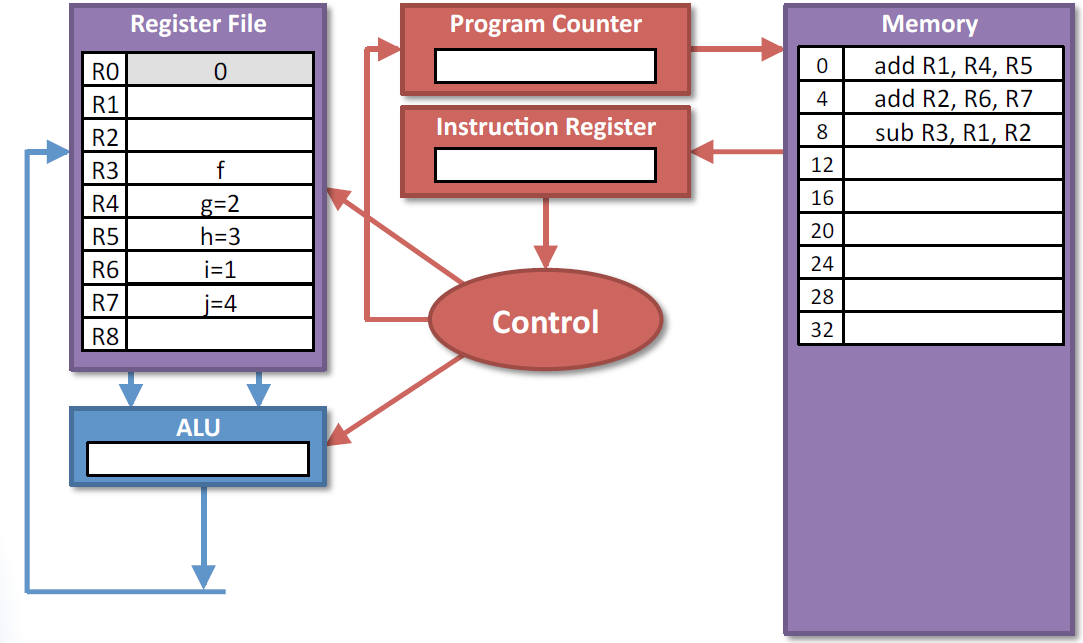 Register File
R0 0
R1
R2
R3 f
R4 g=2
R5 h=3
R6 i=1
R7 j=4
R8
ALU
Program Counter
Instruction Register
Control
Memory
0 add R1, R4, R5
4 add R2, R6, R7
8 sub R3, R1, R2
12
16
20
24
28
32